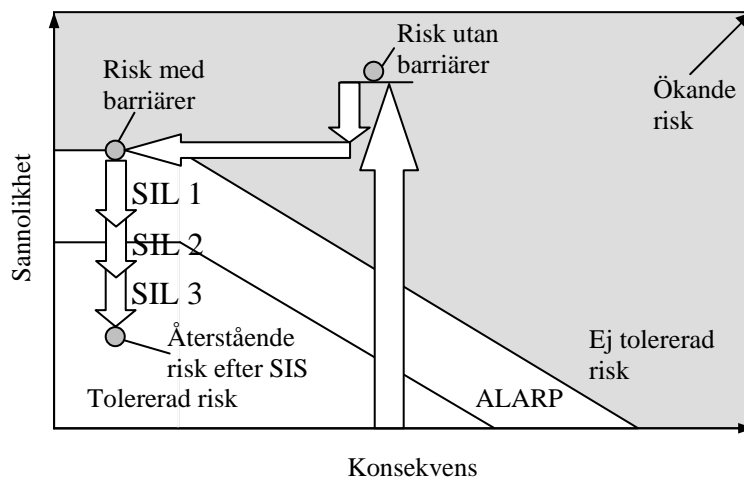 Risk utan
barriärer
Risk med
barriärer
Ökande
risk
SIL 1
SIL 2
SIL 3
Sannolikhet
Återstående
risk efter SIS
Tolererad risk
Ej tolererad
risk
ALARP
Konsekvens